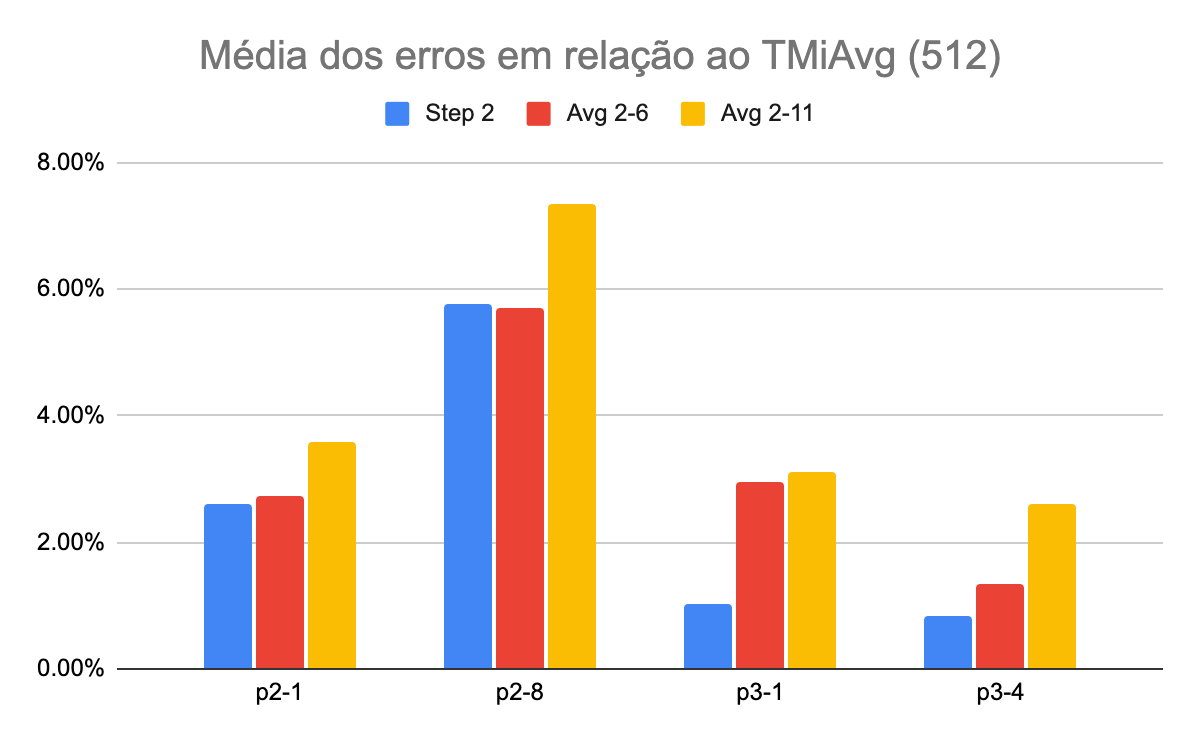 Média dos erros em relação ao TMiAvg (512)
Step 2 Avg 2-6 Avg 2-11
8.00%
6.00%
4.00%
2.00%
0.00%
p2-1 p2-8 p3-1 p3-4